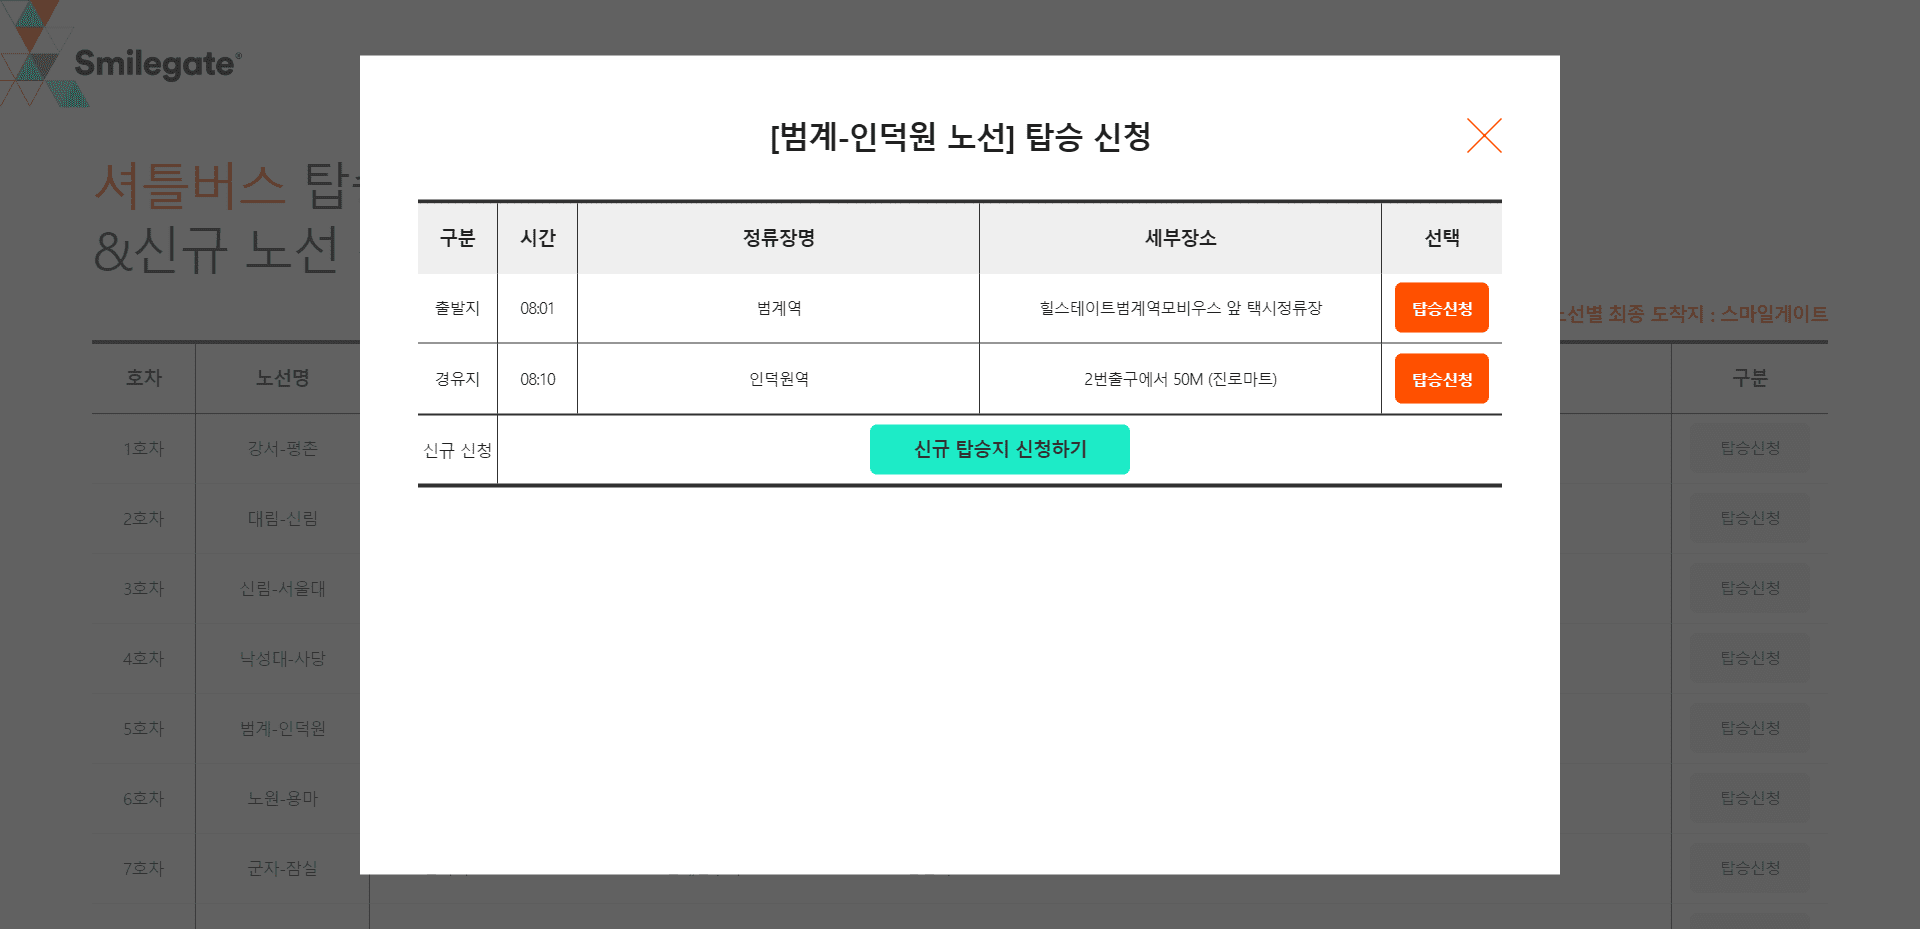 Smilegate®
셔틀버스 탑승
&신규 노선
노선별 최종 도착지 : 스마일게이트
[범계-인덕원 노선] 탑승 신청
구분 시간 정류장명 세부장소 선택
출발지 08:01 범계역 힐스테이트범계역모비우스 앞 택시정류장 탑승신청
경유지 08:10 인덕원역 2번출구에서 50M (진로마트) 탑승신청
신규 신청 신규 탑승지 신청하기
호차 노선명 구분
1호차 강서-평촌 탑승신청
2호차 대림-신림 탑승신청
3호차 신림-서울대 탑승신청
4호차 낙성대-사당 탑승신청
5호차 범계-인덕원 탑승신청
6호차 노원-용마 탑승신청
7호차 군자-잠실 탑승신청